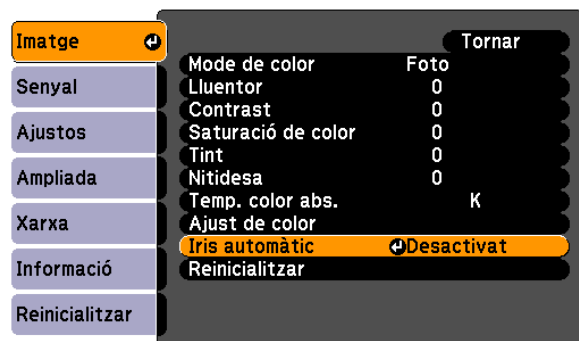 Imatge
Senyal
Ajustos
Ampliada
Xarxa
Informació
Reinicialitzar
Tornar
Mode de color Foto
Lluentor 0
Contrast 0
Saturació de color 0
Tint 0
Nitidesa 0
Temp. color abs. K
Ajust de color
Iris automàtic Desactivat
Reinicialitzar